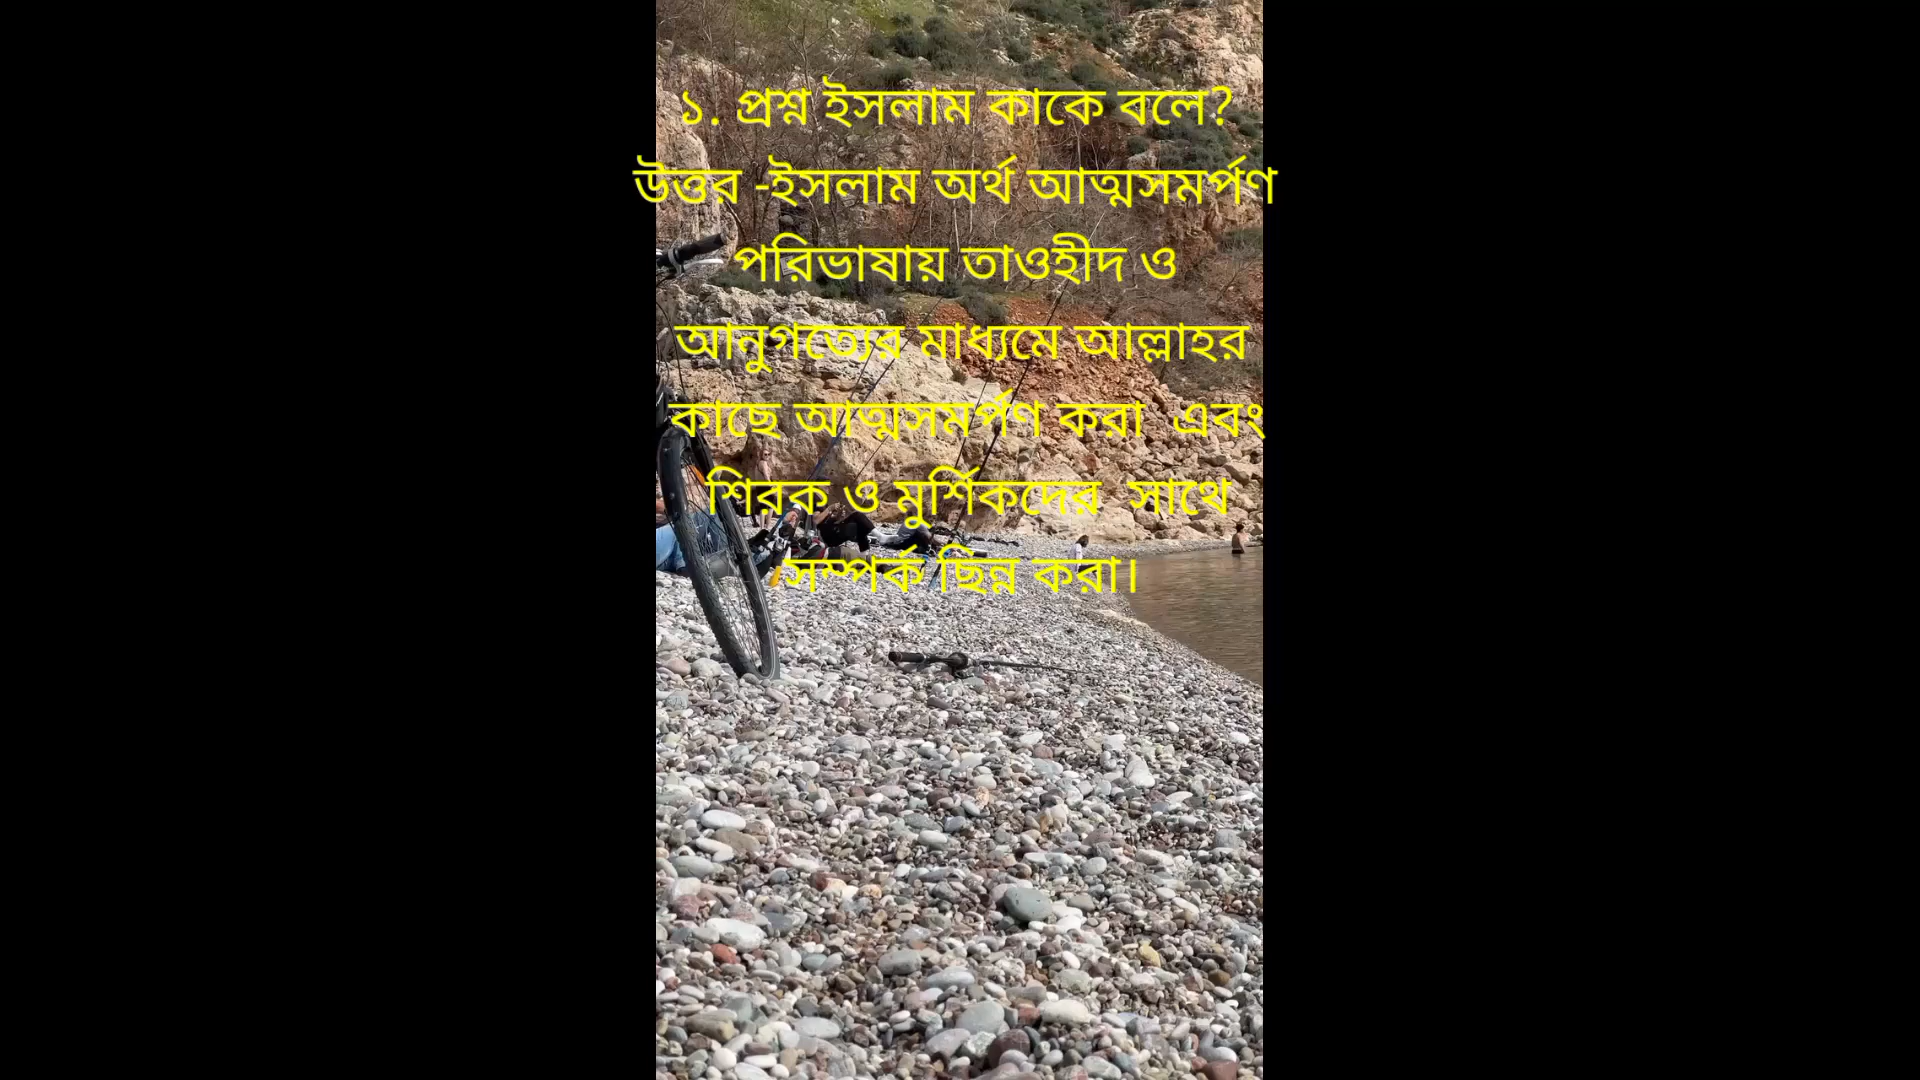 ১. প্রশ্ন ইসলাম কাকে বলে?
উত্তর -ইসলাম অর্থ আত্মসমর্পণ
পরিভাষায় তাওহীদ ও
আনুগত্যের মাধ্যমে আল্লাহর
কাছে আত্মসমর্পণ করা  এবং
শিরক ও মুর্শিকদের  সাথে
সম্পর্ক ছিন্ন করা।